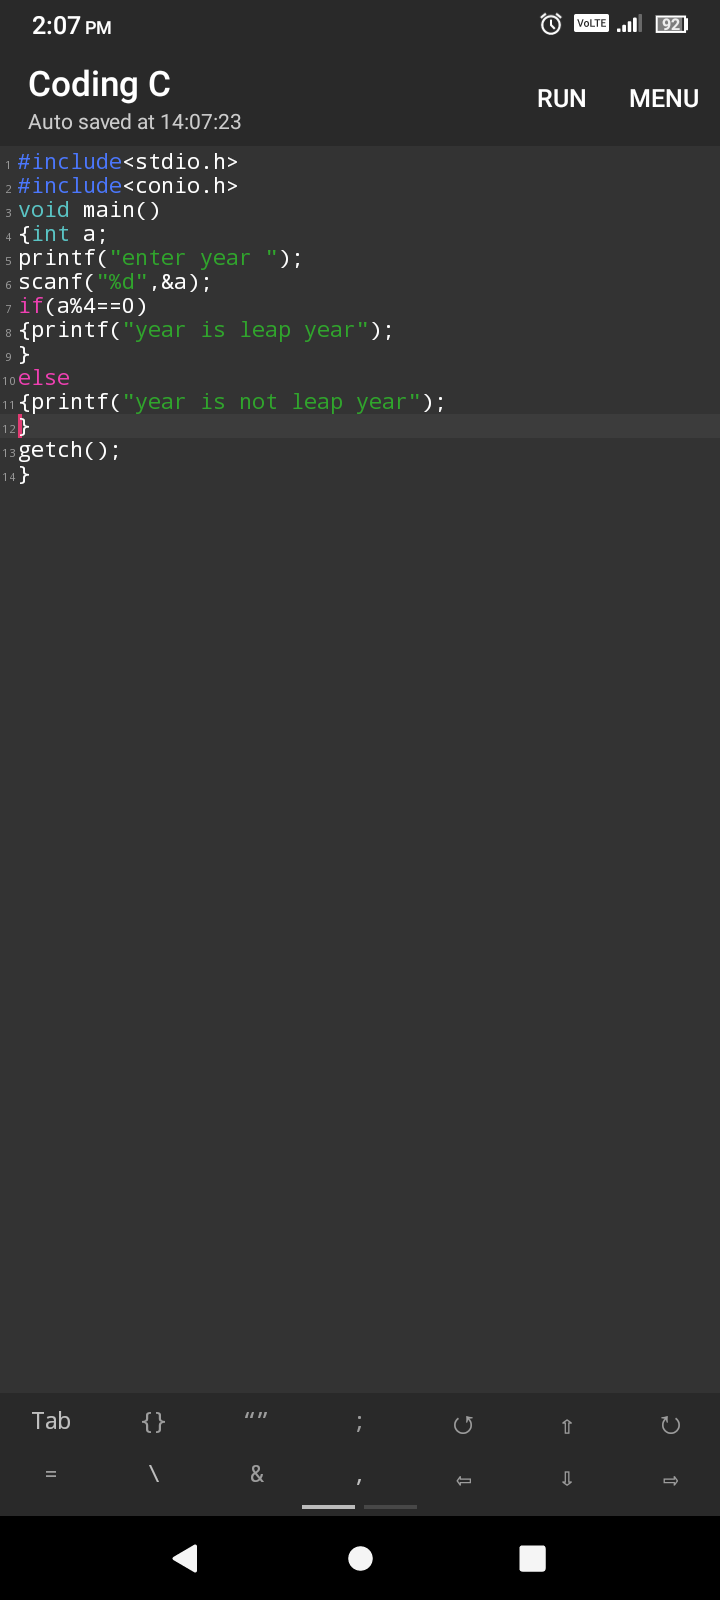 2:07 PM VoLTE 92
Coding C
Auto saved at 14:07:23
RUN MENU
1 #include<stdio.h>
2 #include<conio.h>
3 void main()
4 {int a;
5 printf("enter year ");
6 scanf("%d",&a);
7 if(a%4==0)
8 {printf("year is leap year");
9 }
10 else
11 {printf("year is not leap year");
12 }
13 getch();
14 }
Tab {} “” ; ↺ ⇧ ↻
= \ & , ⇦ ⇩ ⇨